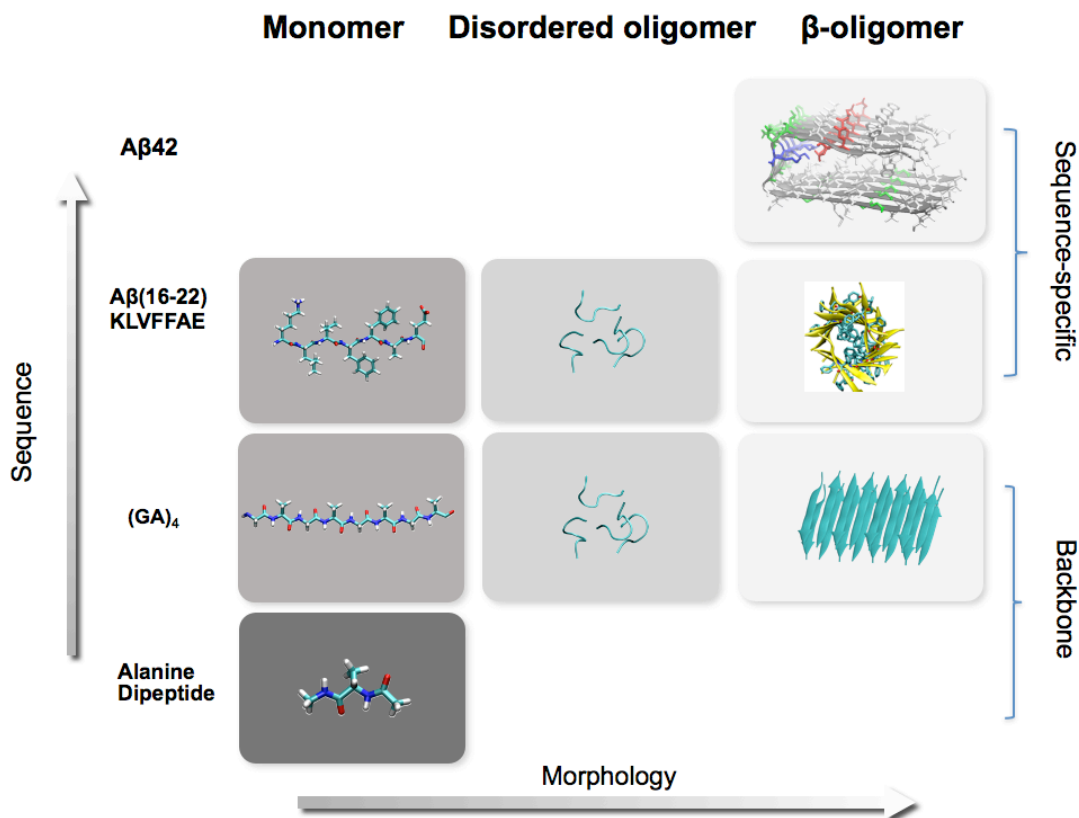 Monomer Disordered oligomer β-oligomer
Aβ42
Aβ(16-22)
KLVFFAE
(GA)₄
Alanine
Dipeptide
Sequence
Sequence-specific
Backbone
Morphology